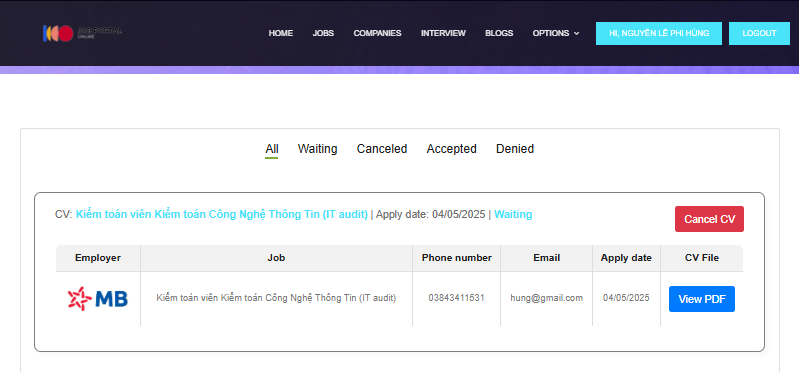 JOB PORTAL
ONLINE
HOME JOBS COMPANIES INTERVIEW BLOGS OPTIONS HI, NGUYỄN LÊ PHI HÙNG LOGOUT
All Waiting Canceled Accepted Denied
CV: Kiểm toán viên Kiểm toán Công Nghệ Thông Tin (IT audit) | Apply date: 04/05/2025 | Waiting
Cancel CV
Employer Job Phone number Email Apply date CV File
MB Kiểm toán viên Kiểm toán Công Nghệ Thông Tin (IT audit) 03843411531 hung@gmail.com 04/05/2025 View PDF